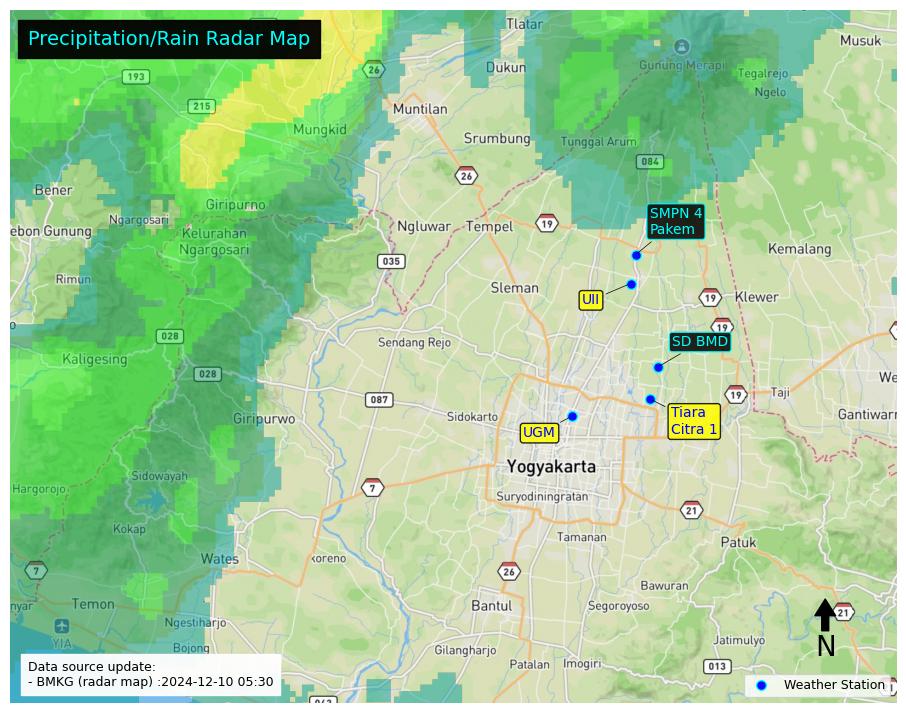 Precipitation/Rain Radar Map
Tlatar
Musuk
Gunung Merapi
26
Dukun
Tegalrejo
193
Ngelo
215
Muntilan
Mungkid
Srumbung
Tunggal Arum
084
26
Bener
Giripurno
Ngargosari
SMPN 4
Pakem
19
Ngluwar
Tempel
ebon Gunung
Kelurahan
Ngargosari
Kemalang
035
Rimun
Sleman
UII
19
Klewer
19
028
Sendang Rejo
SD BMD
Kaligesing
028
We
19
Taji
087
Giripurwo
Sidokarto
Tiara
Citra 1
Gantiwarn
UGM
Yogyakarta
Sidowayah
Hargorojo
7
Suryodiningratan
21
Kokap
Tamanan
Patuk
Wates
koreno
7
26
Bawuran
nyar
Temon
Bantul
Segoroyoso
21
Ngestiharjo
YIA
N
Jatimulyo
Bojong
Gilangharjo
Data source update:
- BMKG (radar map) :2024-12-10 05:30
Patalan
Imogiri
013
Weather Station